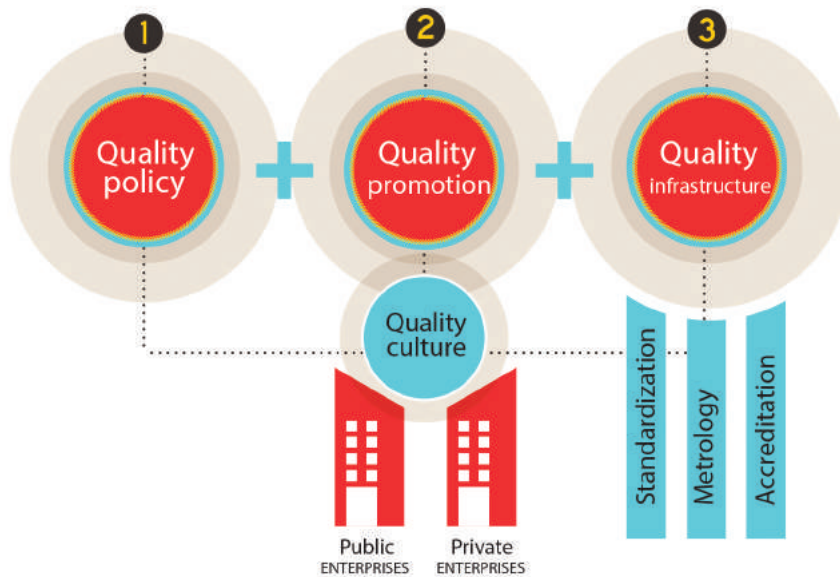 1
2
3
Quality
policy
Quality
promotion
Quality
infrastructure
Quality
culture
Public
ENTERPRISES
Private
ENTERPRISES
Standardization
Metrology
Accreditation